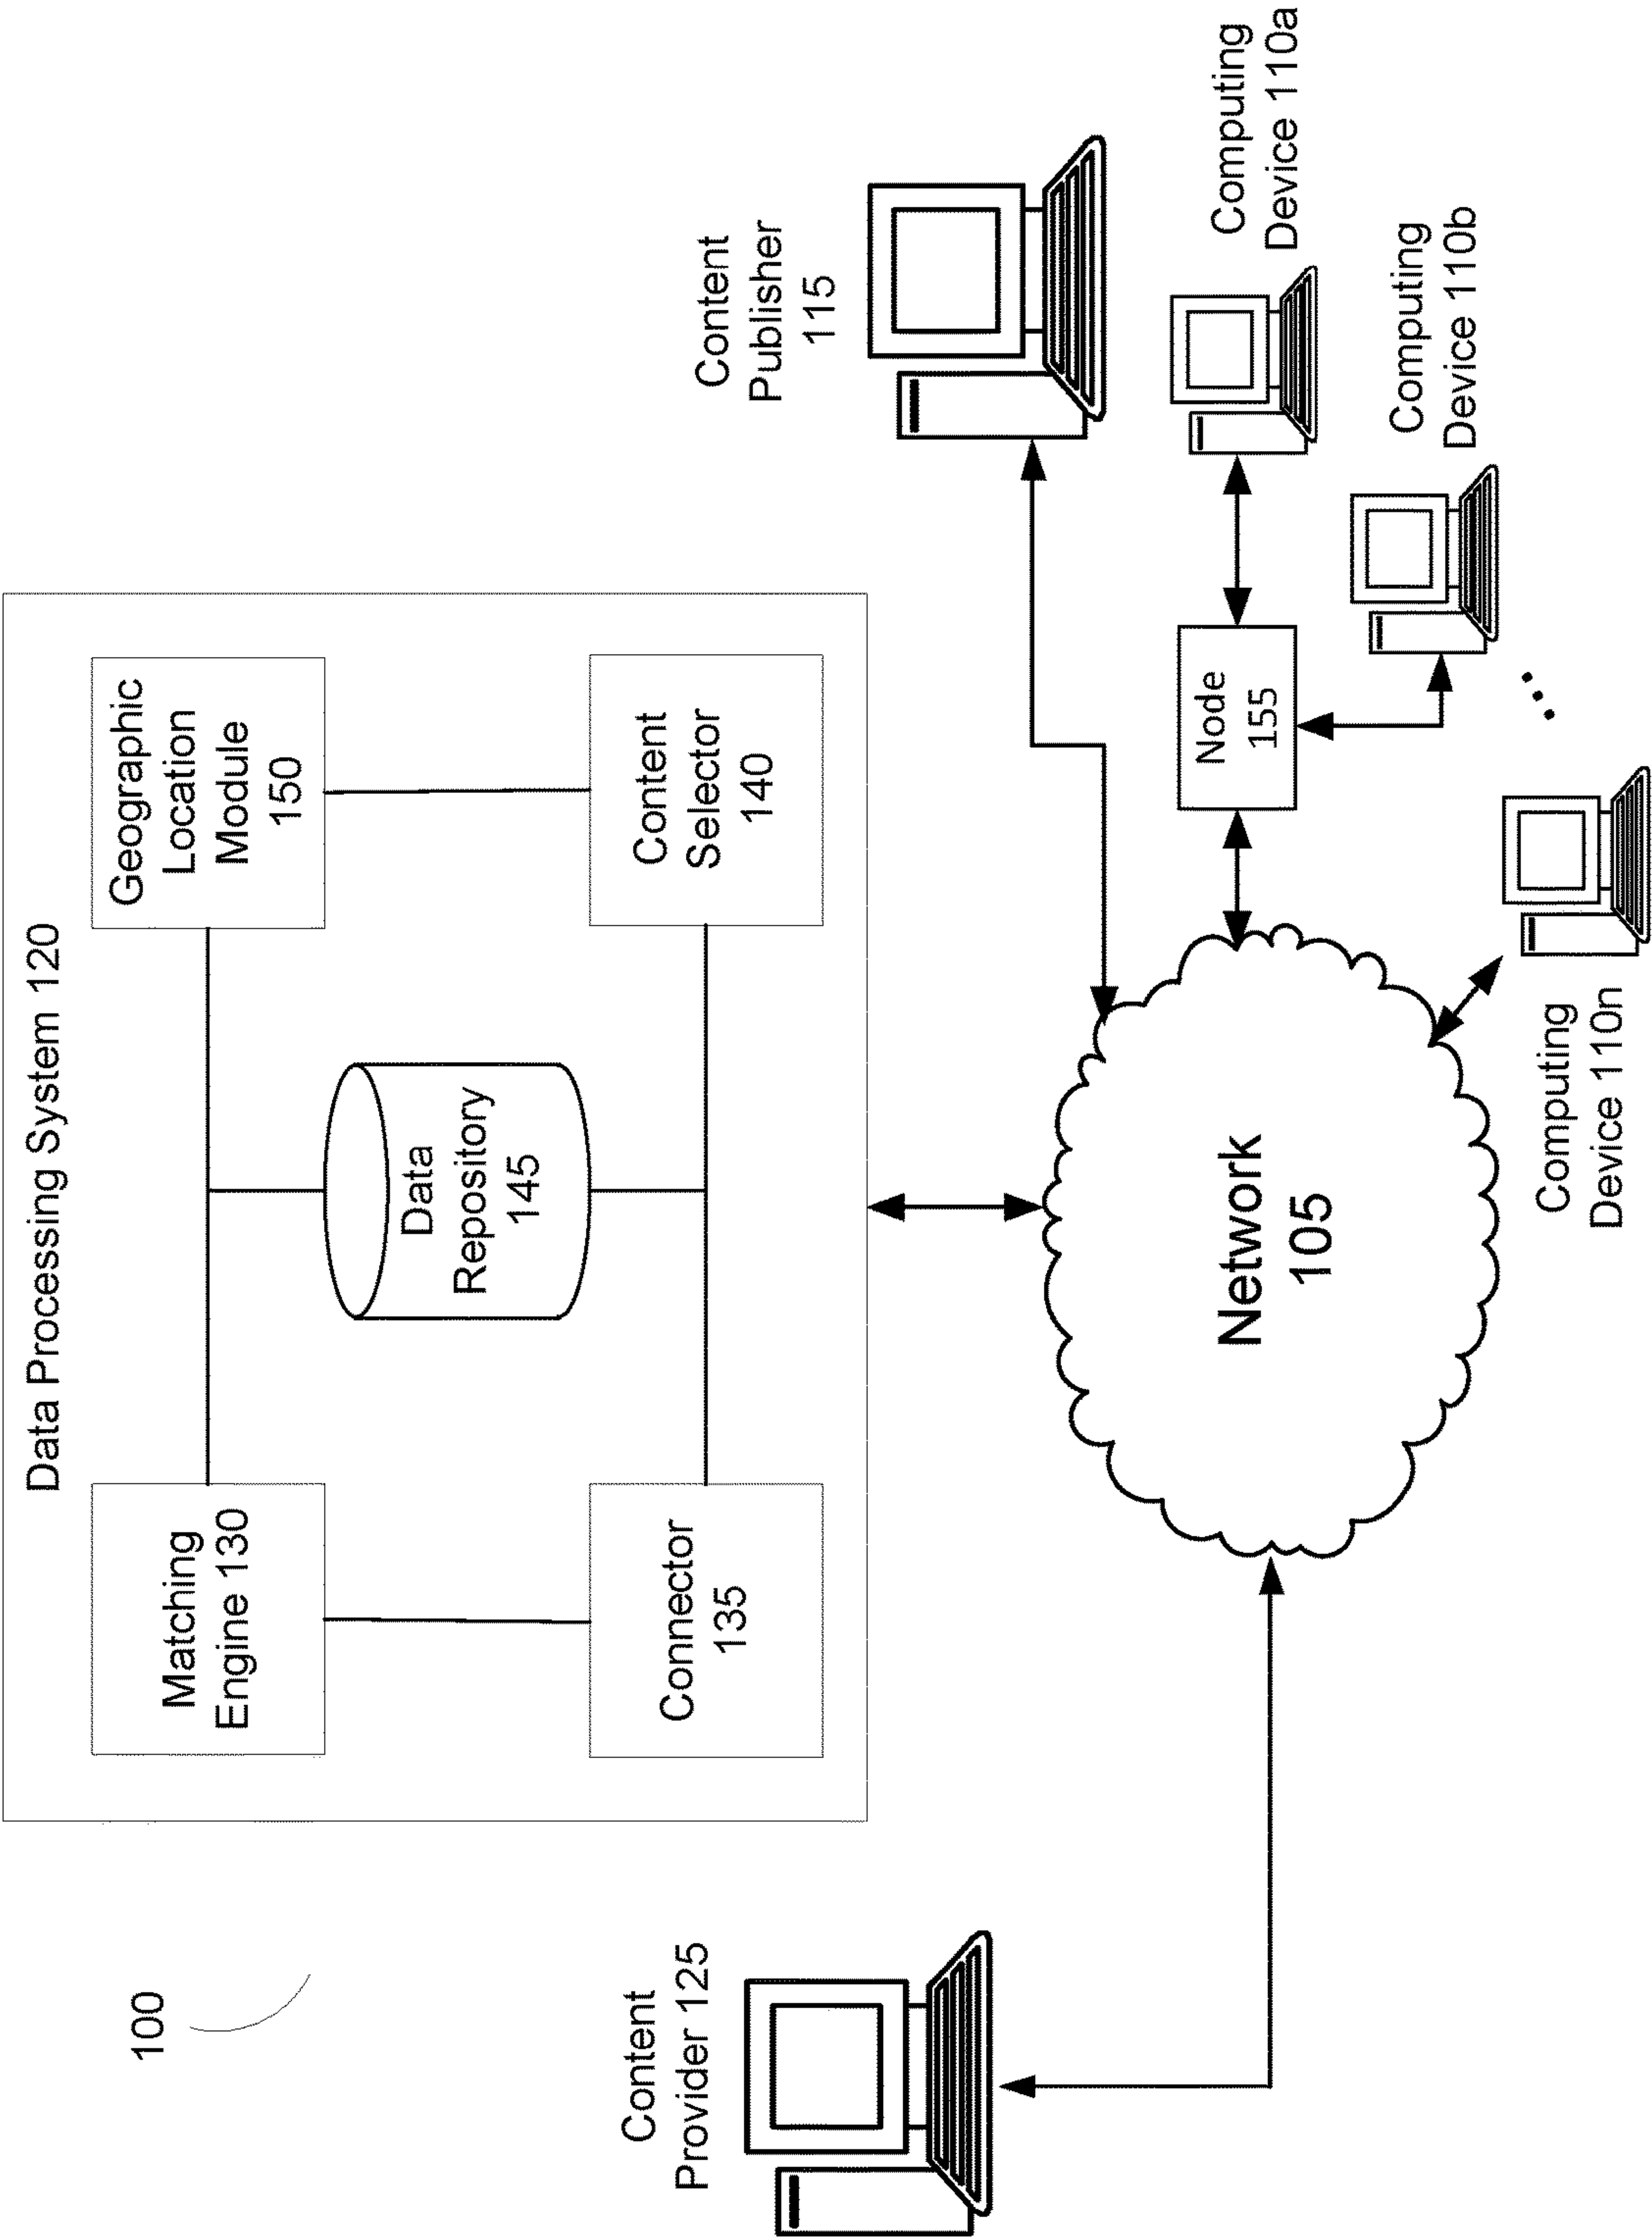 100
Data Processing System 120
Matching
Engine 130
Geographic
Location
Module
150
Data
Repository
145
Connector
135
Content
Selector
140
Content
Provider 125
Content
Publisher
115
Network
105
Node
155
Computing
Device 110a
Computing
Device 110b
Computing
Device 110n